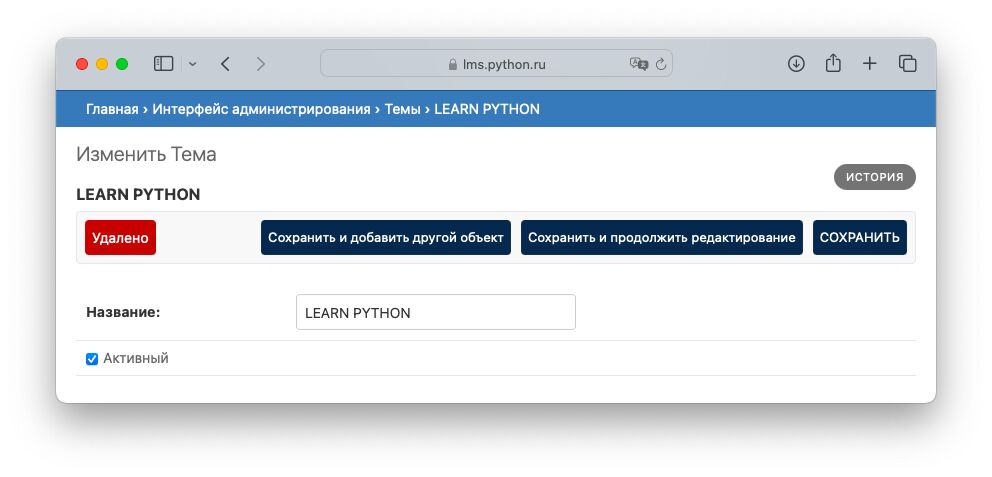 lms.python.ru
Главная › Интерфейс администрирования › Темы › LEARN PYTHON
Изменить Тема
ИСТОРИЯ
LEARN PYTHON
Удалено Сохранить и добавить другой объект Сохранить и продолжить редактирование СОХРАНИТЬ
Название: LEARN PYTHON
Активный